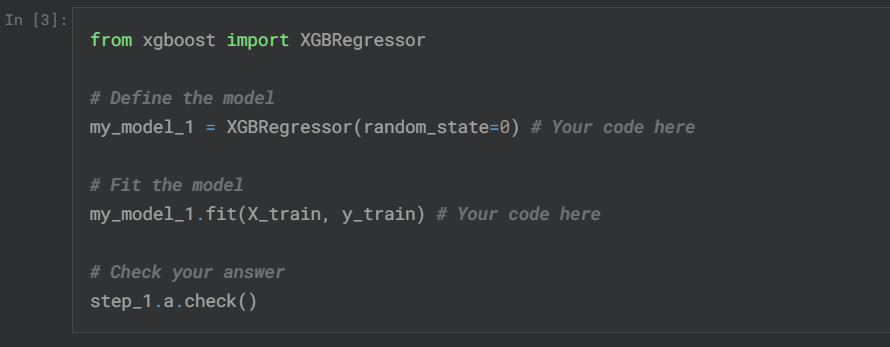 In [3]:
from xgboost import XGBRegressor
# Define the model
my_model_1 = XGBRegressor(random_state=0) # Your code here
# Fit the model
my_model_1.fit(X_train, y_train) # Your code here
# Check your answer
step_1.a.check()